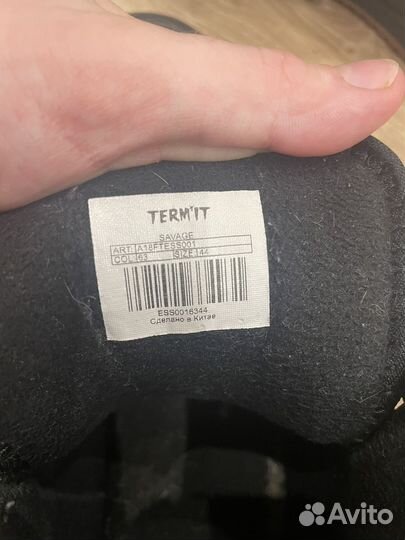 TERM'IT
SAVAGE
ART. A18FTESS001
COL. 63 SIZE 44
ESS0016344
Сделано в Китае
Avito